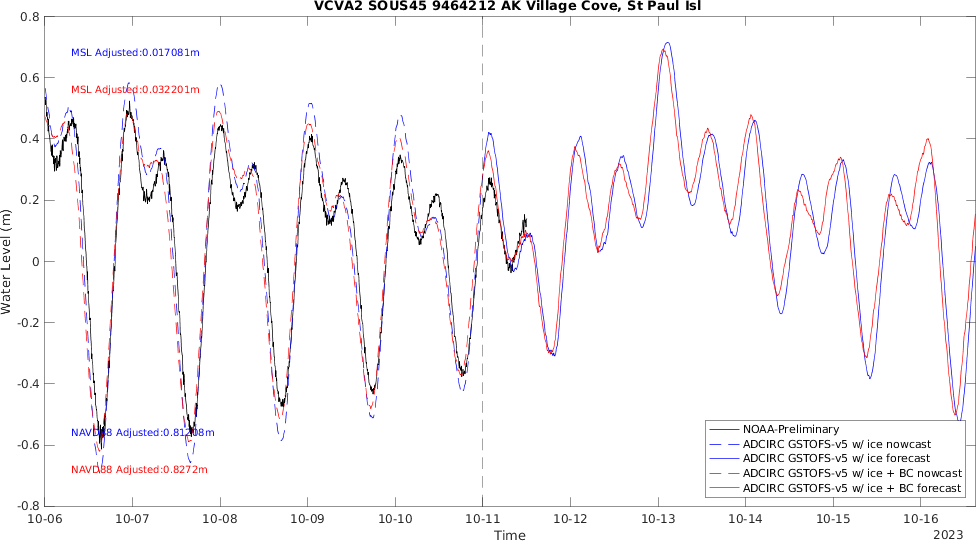 VCVA2 SOUS45 9464212 AK Village Cove, St Paul Isl
MSL Adjusted:0.017081m
MSL Adjusted:0.032201m
NAVD88 Adjusted:0.81208m
NAVD88 Adjusted:0.8272m
Water Level (m)
0.8
0.6
0.4
0.2
0
-0.2
-0.4
-0.6
-0.8
NOAA-Preliminary
ADCIRC GSTOFS-v5 w/ ice nowcast
ADCIRC GSTOFS-v5 w/ ice forecast
ADCIRC GSTOFS-v5 w/ ice + BC nowcast
ADCIRC GSTOFS-v5 w/ ice + BC forecast
10-06 10-07 10-08 10-09 10-10 10-11 10-12 10-13 10-14 10-15 10-16
Time
2023